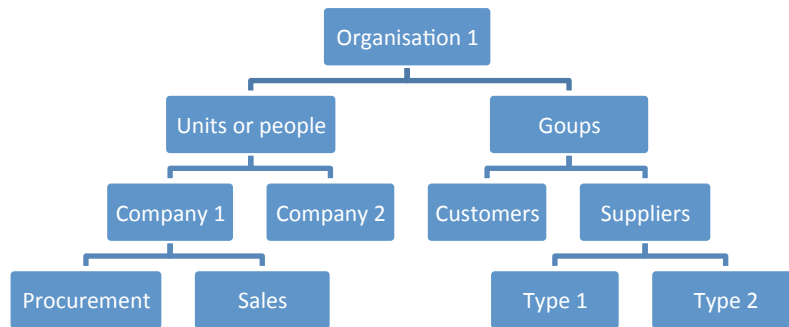 Organisation 1
Units or people
Goups
Company 1
Company 2
Customers
Suppliers
Procurement
Sales
Type 1
Type 2